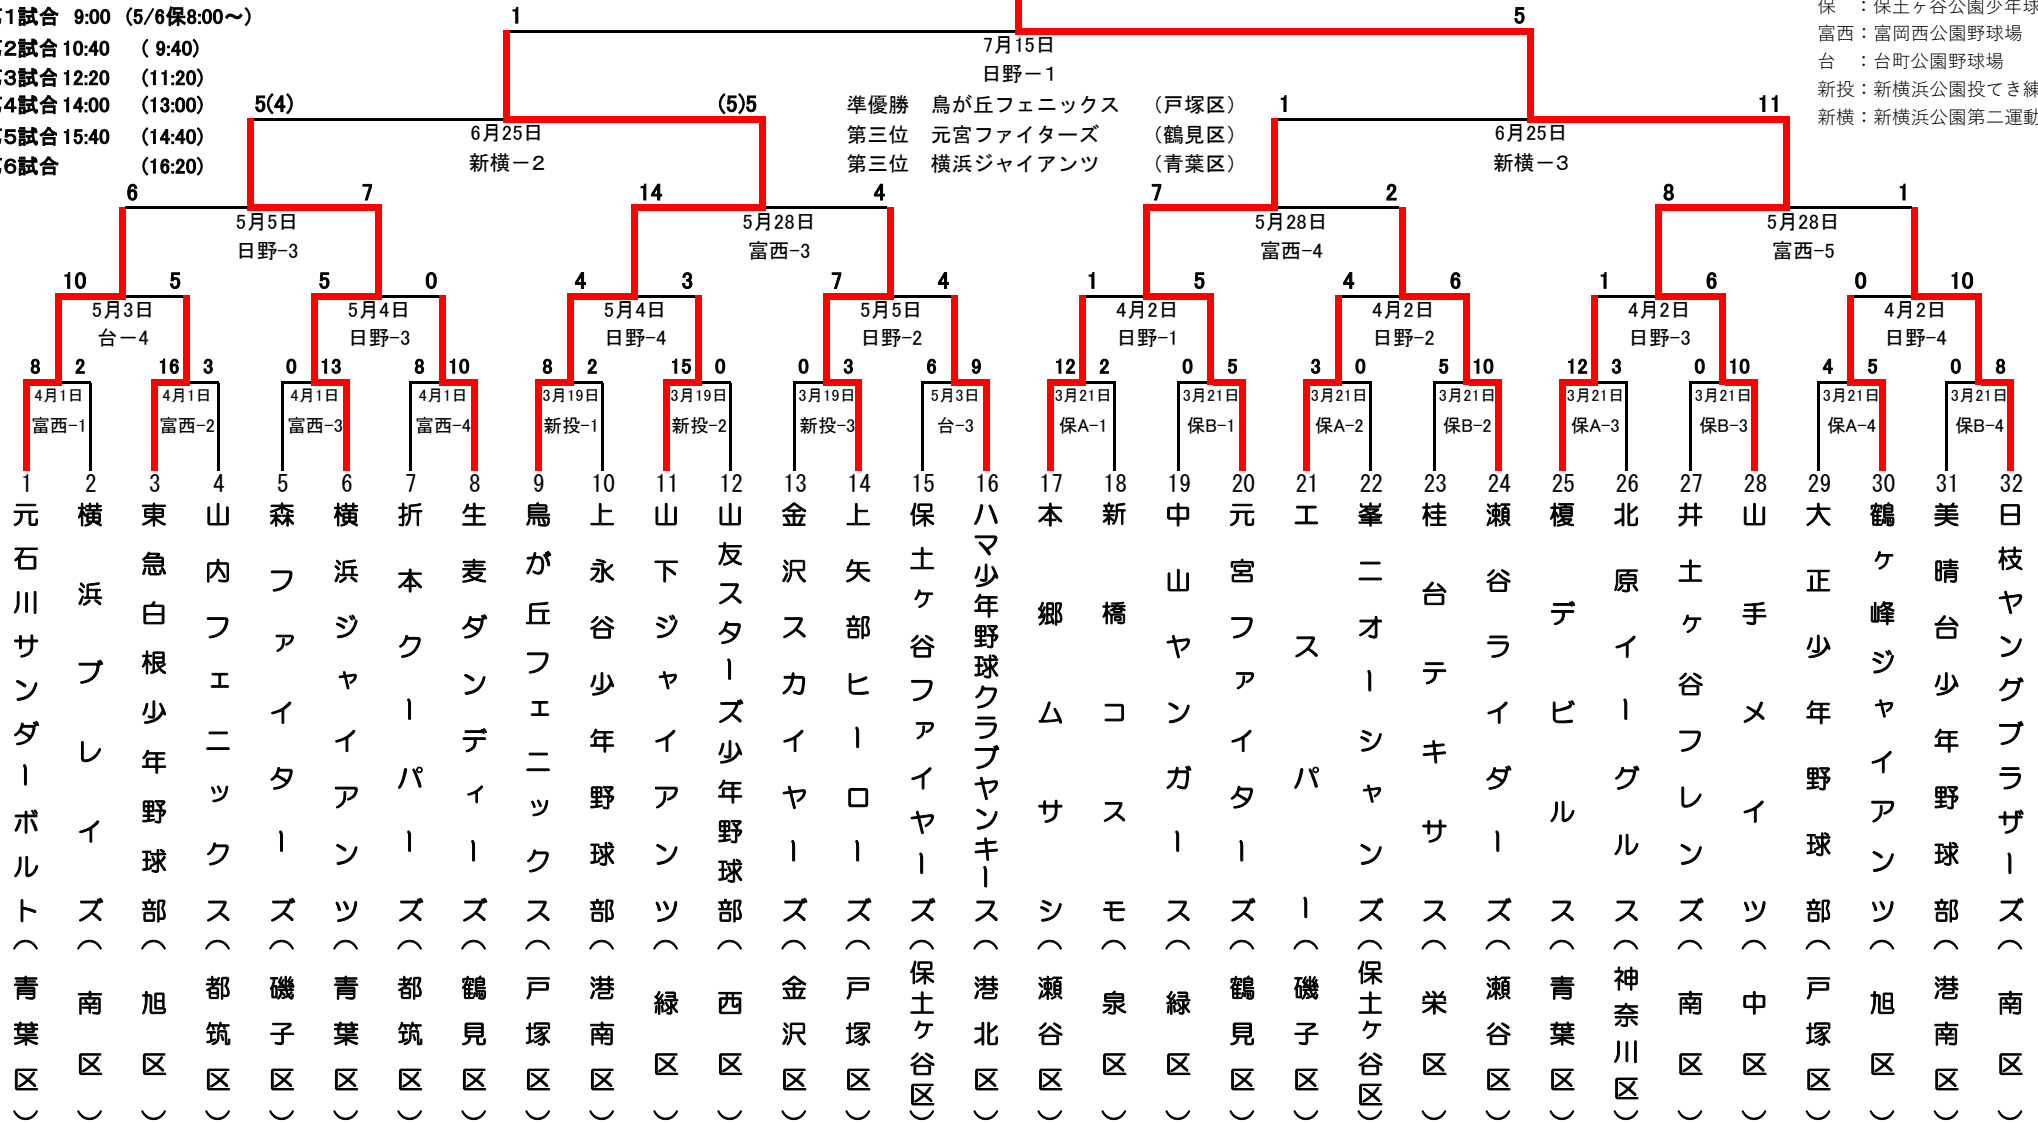 第1試合 9:00 (5/6保8:00～)
第2試合 10:40 ( 9:40)
第3試合 12:20 (11:20)
第4試合 14:00 (13:00)
第5試合 15:40 (14:40)
第6試合 (16:20)
保 ：保土ヶ谷公園少年球
富西：富岡西公園野球場
台 ：台町公園野球場
新投：新横浜公園投てき練
新横：新横浜公園第二運動
1 5
7月15日
日野－1
準優勝 鳥が丘フェニックス （戸塚区）
第三位 元宮ファイターズ （鶴見区）
第三位 横浜ジャイアンツ （青葉区）
5(4) (5)5 1 11
6月25日 6月25日
新横－2 新横－3
6 7 14 4 7 2 8 1
5月5日 5月28日 5月28日 5月28日
日野-3 富西-3 富西-4 富西-5
10 5 5 0 4 3 7 4 1 5 4 6 1 6 0 10
5月3日 5月4日 5月4日 5月5日 4月2日 4月2日 4月2日 4月2日
台－4 日野-3 日野-4 日野-2 日野-1 日野-2 日野-3 日野-4
8 2 16 3 0 13 8 10 8 2 15 0 0 3 6 9 12 2 0 5 3 0 5 10 12 3 0 10 4 5 0 8
4月1日 4月1日 4月1日 4月1日 3月19日 3月19日 3月19日 5月3日 3月21日 3月21日 3月21日 3月21日 3月21日 3月21日 3月21日 3月21日
富西-1 富西-2 富西-3 富西-4 新投-1 新投-2 新投-3 台-3 保A-1 保B-1 保A-2 保B-2 保A-3 保B-3 保A-4 保B-4
1 元石川サンダーボルト（青葉区）
2 横浜ブレイズ（南区）
3 東急白根少年野球部（旭区）
4 山内フェニックス（都筑区）
5 森ファイターズ（磯子区）
6 横浜ジャイアンツ（青葉区）
7 折本クーパーズ（都筑区）
8 生麦ダンディーズ（鶴見区）
9 鳥が丘フェニックス（戸塚区）
10 上永谷少年野球部（港南区）
11 山下ジャイアンツ（緑区）
12 山友スターズ少年野球部（西区）
13 金沢スカイヤーズ（金沢区）
14 上矢部ヒーローズ（戸塚区）
15 保土ヶ谷ファイヤーズ（保土ケ谷区）
16 ハマ少年野球クラブヤンキース（港北区）
17 本郷ムサシ（瀬谷区）
18 新橋コスモ（泉区）
19 中山ヤンガース（緑区）
20 元宮ファイターズ（鶴見区）
21 エスパー（磯子区）
22 峯二オーシャンズ（保土ケ谷区）
23 桂台テキサス（栄区）
24 瀬谷ライダーズ（瀬谷区）
25 榎デビルス（青葉区）
26 北原イーグルス（神奈川区）
27 井土ヶ谷フレンズ（南区）
28 山手メイツ（中区）
29 大正少年野球部（戸塚区）
30 鶴ヶ峰ジャイアンツ（旭区）
31 美晴台少年野球部（港南区）
32 日枝ヤングブラザーズ（南区）